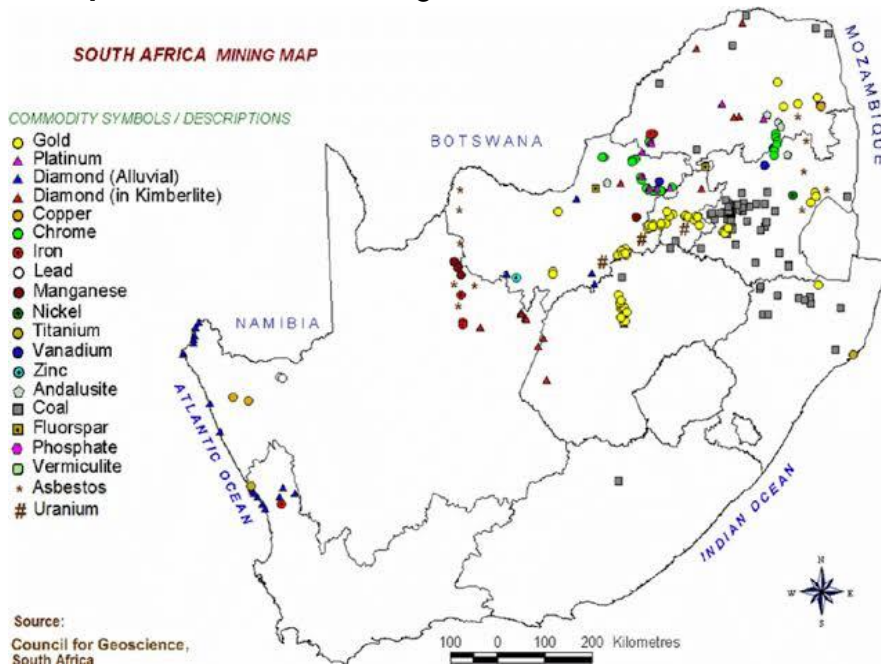 SOUTH AFRICA MINING MAP
COMMODITY SYMBOLS / DESCRIPTIONS
Gold
Platinum
Diamond (Alluvial)
Diamond (in Kimberlite)
Copper
Chrome
Iron
Lead
Manganese
Nickel
Titanium
Vanadium
Zinc
Andalusite
Coal
Fluorspar
Phosphate
Vermiculite
Asbestos
# Uranium
BOTSWANA
MOZAMBIQUE
NAMIBIA
ATLANTIC OCEAN
INDIAN OCEAN
N
W E
S
Source:
Council for Geoscience,
South Africa
100 0 100 200 Kilometres